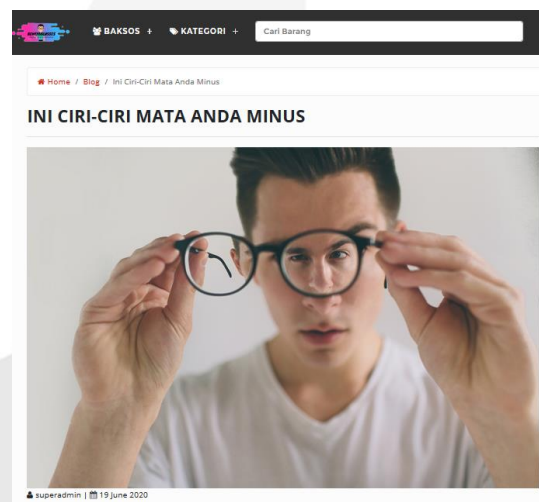 BAKSOS + KATEGORI + Cari Barang
Home / Blog / Ini Ciri-Ciri Mata Anda Minus
INI CIRI-CIRI MATA ANDA MINUS
superadmin | 19 June 2020